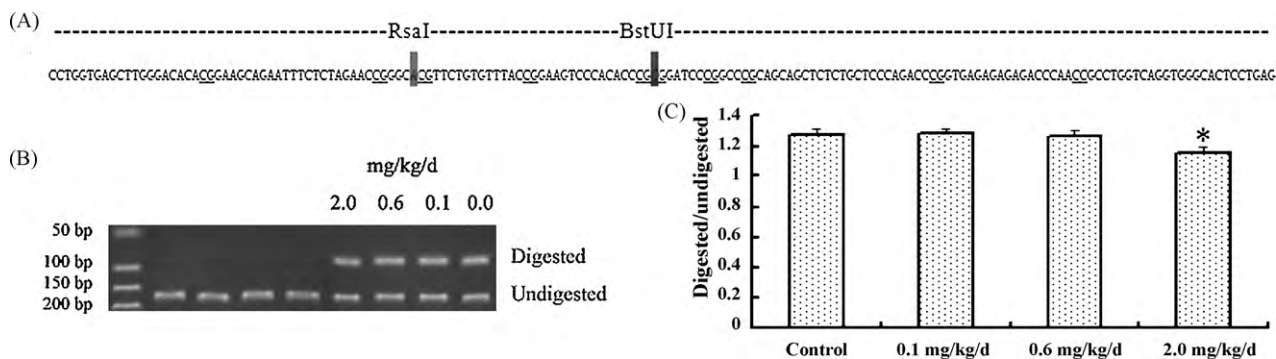 (A)
------------------------------------RsaI--------------------BstUI----------------------------------------------------------------
CCTGGTGAGCTTGGGACACACGGAAGCAGAATTTCTCTAGAACCGGGCACGTTCTGTGTTTACCGGAAGTCCCACACCCGCGGATCCCGGCCCGCAGCAGCTCTCTGCTCCCAGACCCGGTGAGAGAGAGACCCAACCGCCTGGTCAGGTGGGCACTCCTGAG
(B)
mg/kg/d
2.0 0.6 0.1 0.0
50 bp
100 bp
150 bp
200 bp
Digested
Undigested
(C)
Digested/undigested
1.4
1.2
1
0.8
0.6
0.4
0.2
0
*
Control 0.1 mg/kg/d 0.6 mg/kg/d 2.0 mg/kg/d